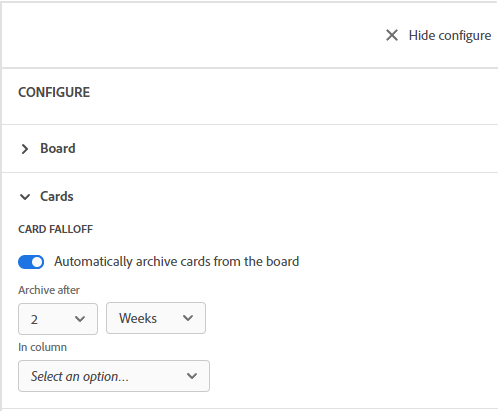 Hide configure
CONFIGURE
Board
Cards
CARD FALLOFF
Automatically archive cards from the board
Archive after
2 Weeks
In column
Select an option...